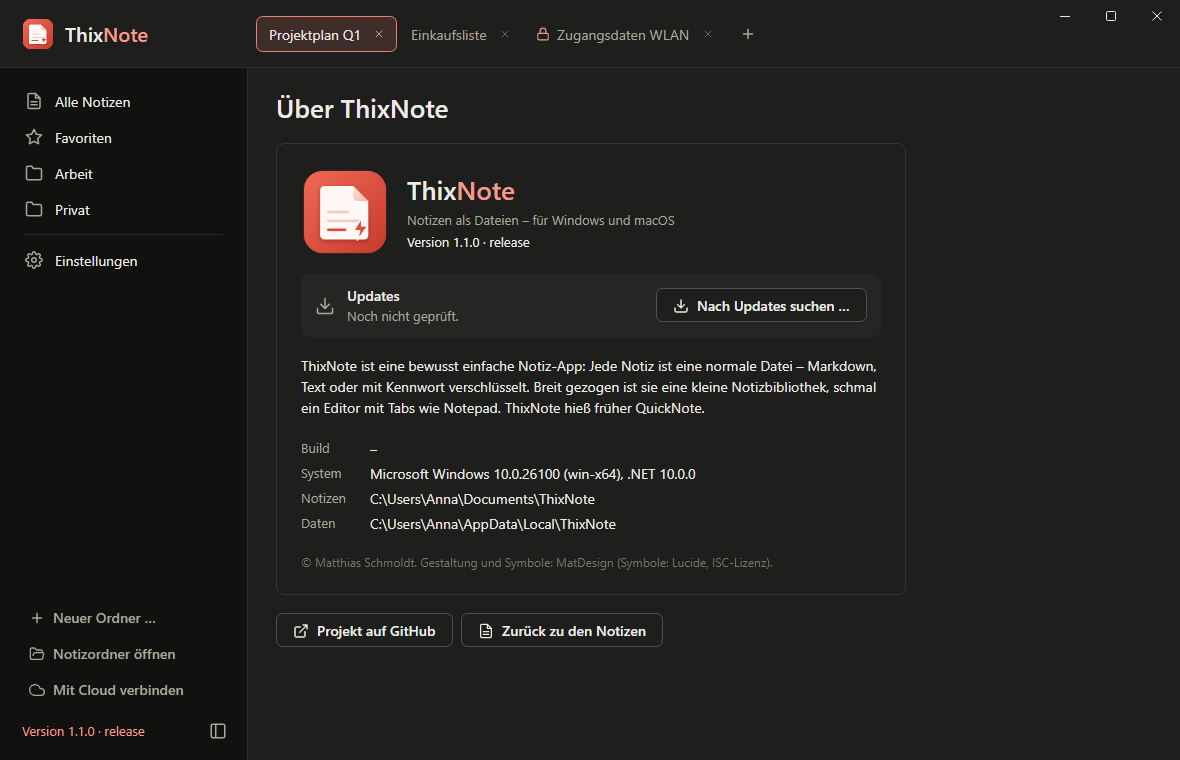 ThixNote
Projektplan Q1
Einkaufsliste
Zugangsdaten WLAN
Alle Notizen
Favoriten
Arbeit
Privat
Einstellungen
Über ThixNote
ThixNote
Notizen als Dateien – für Windows und macOS
Version 1.1.0 · release
Updates
Noch nicht geprüft.
Nach Updates suchen ...
ThixNote ist eine bewusst einfache Notiz-App: Jede Notiz ist eine normale Datei – Markdown,
Text oder mit Kennwort verschlüsselt. Breit gezogen ist sie eine kleine Notizbibliothek, schmal
ein Editor mit Tabs wie Notepad. ThixNote hieß früher QuickNote.
Build –
System Microsoft Windows 10.0.26100 (win-x64), .NET 10.0.0
Notizen C:\Users\Anna\Documents\ThixNote
Daten C:\Users\Anna\AppData\Local\ThixNote
© Matthias Schmoldt. Gestaltung und Symbole: MatDesign (Symbole: Lucide, ISC-Lizenz).
Projekt auf GitHub
Zurück zu den Notizen
Neuer Ordner ...
Notizordner öffnen
Mit Cloud verbinden
Version 1.1.0 · release